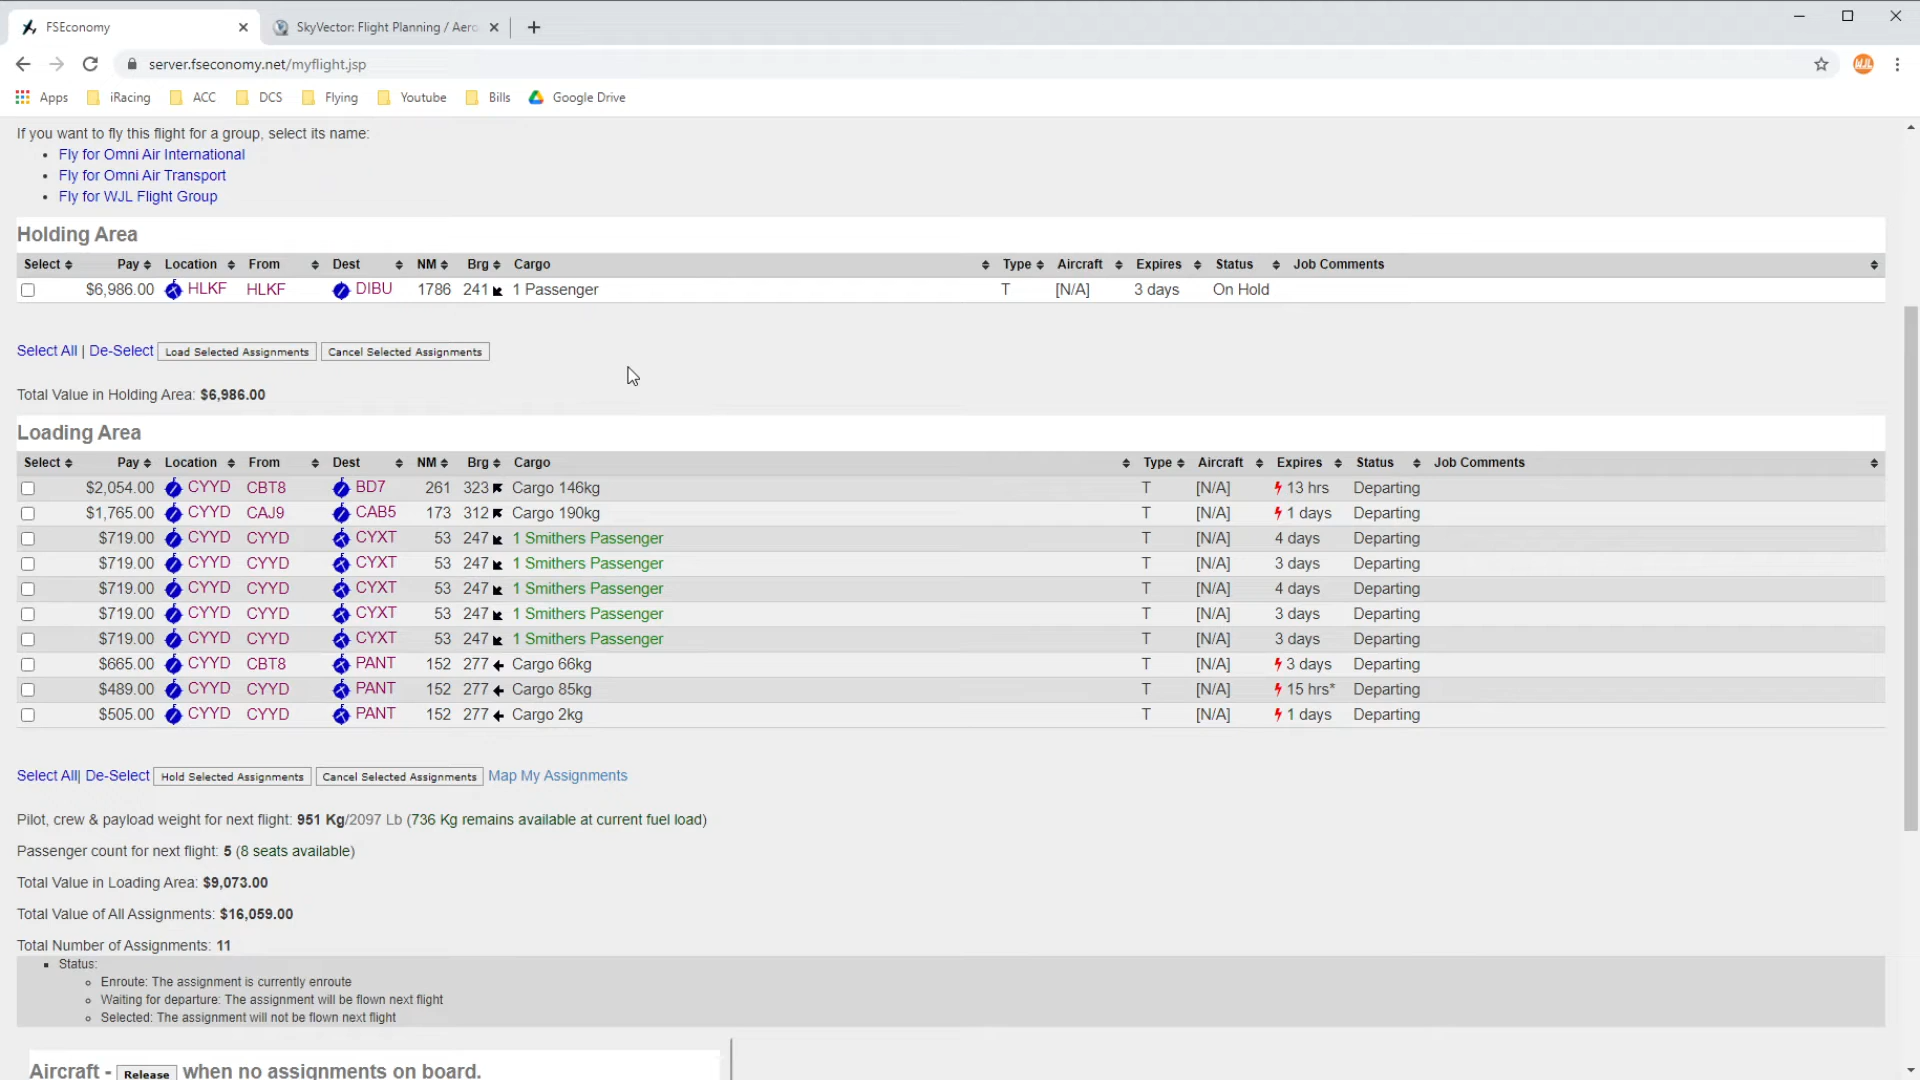 FSEconomy
SkyVector: Flight Planning / Aero
server.fseconomy.net/myflight.jsp
WJL
Apps iRacing ACC DCS Flying Youtube Bills Google Drive
If you want to fly this flight for a group, select its name:
Fly for Omni Air International
Fly for Omni Air Transport
Fly for WJL Flight Group
Holding Area
Select Pay Location From Dest NM Brg Cargo Type Aircraft Expires Status Job Comments
$6,986.00 HLKF HLKF DIBU 1786 241 1 Passenger T [N/A] 3 days On Hold
Select All | De-Select Load Selected Assignments Cancel Selected Assignments
Total Value in Holding Area: $6,986.00
Loading Area
Select Pay Location From Dest NM Brg Cargo Type Aircraft Expires Status Job Comments
$2,054.00 CYYD CBT8 BD7 261 323 Cargo 146kg T [N/A] 13 hrs Departing
$1,765.00 CYYD CAJ9 CAB5 173 312 Cargo 190kg T [N/A] 1 days Departing
$719.00 CYYD CYYD CYXT 53 247 1 Smithers Passenger T [N/A] 4 days Departing
$719.00 CYYD CYYD CYXT 53 247 1 Smithers Passenger T [N/A] 3 days Departing
$719.00 CYYD CYYD CYXT 53 247 1 Smithers Passenger T [N/A] 4 days Departing
$719.00 CYYD CYYD CYXT 53 247 1 Smithers Passenger T [N/A] 3 days Departing
$719.00 CYYD CYYD CYXT 53 247 1 Smithers Passenger T [N/A] 3 days Departing
$665.00 CYYD CBT8 PANT 152 277 Cargo 66kg T [N/A] 3 days Departing
$489.00 CYYD CYYD PANT 152 277 Cargo 85kg T [N/A] 15 hrs* Departing
$505.00 CYYD CYYD PANT 152 277 Cargo 2kg T [N/A] 1 days Departing
Select All| De-Select Hold Selected Assignments Cancel Selected Assignments Map My Assignments
Pilot, crew & payload weight for next flight: 951 Kg/2097 Lb (736 Kg remains available at current fuel load)
Passenger count for next flight: 5 (8 seats available)
Total Value in Loading Area: $9,073.00
Total Value of All Assignments: $16,059.00
Total Number of Assignments: 11
Status:
Enroute: The assignment is currently enroute
Waiting for departure: The assignment will be flown next flight
Selected: The assignment will not be flown next flight
Aircraft - Release when no assignments on board.